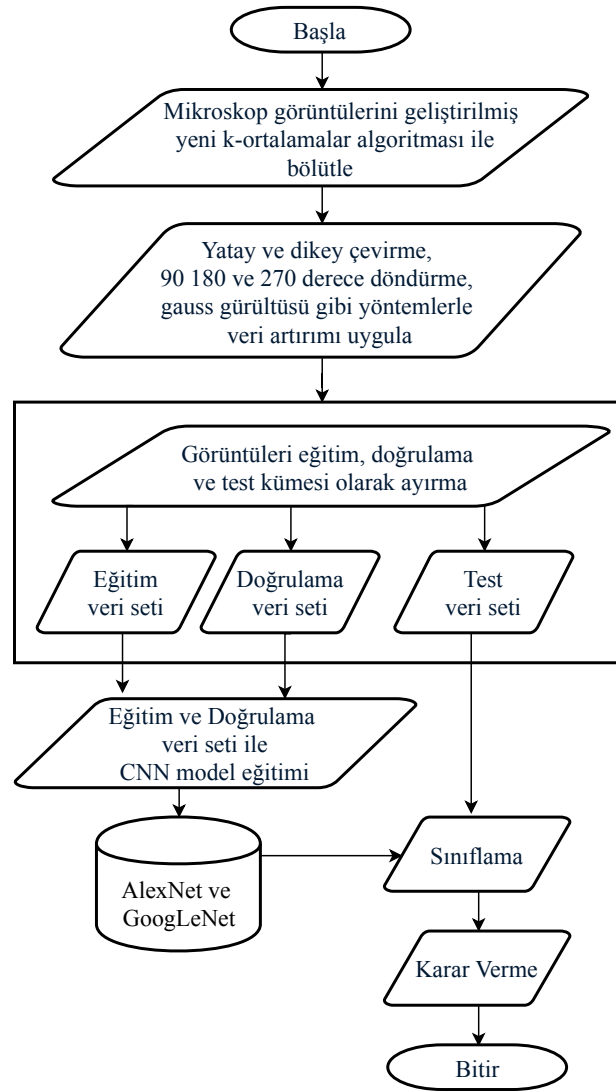 Başla
Mikroskop görüntülerini geliştirilmiş
yeni k-ortalamalar algoritması ile
bölütle
Yatay ve dikey çevirme,
90 180 ve 270 derece döndürme,
gauss gürültüsü gibi yöntemlerle
veri artırımı uygula
Görüntüleri eğitim, doğrulama
ve test kümesi olarak ayırma
Eğitim
veri seti
Doğrulama
veri seti
Test
veri seti
Eğitim ve Doğrulama
veri seti ile
CNN model eğitimi
AlexNet ve
GoogLeNet
Sınıflama
Karar Verme
Bitir